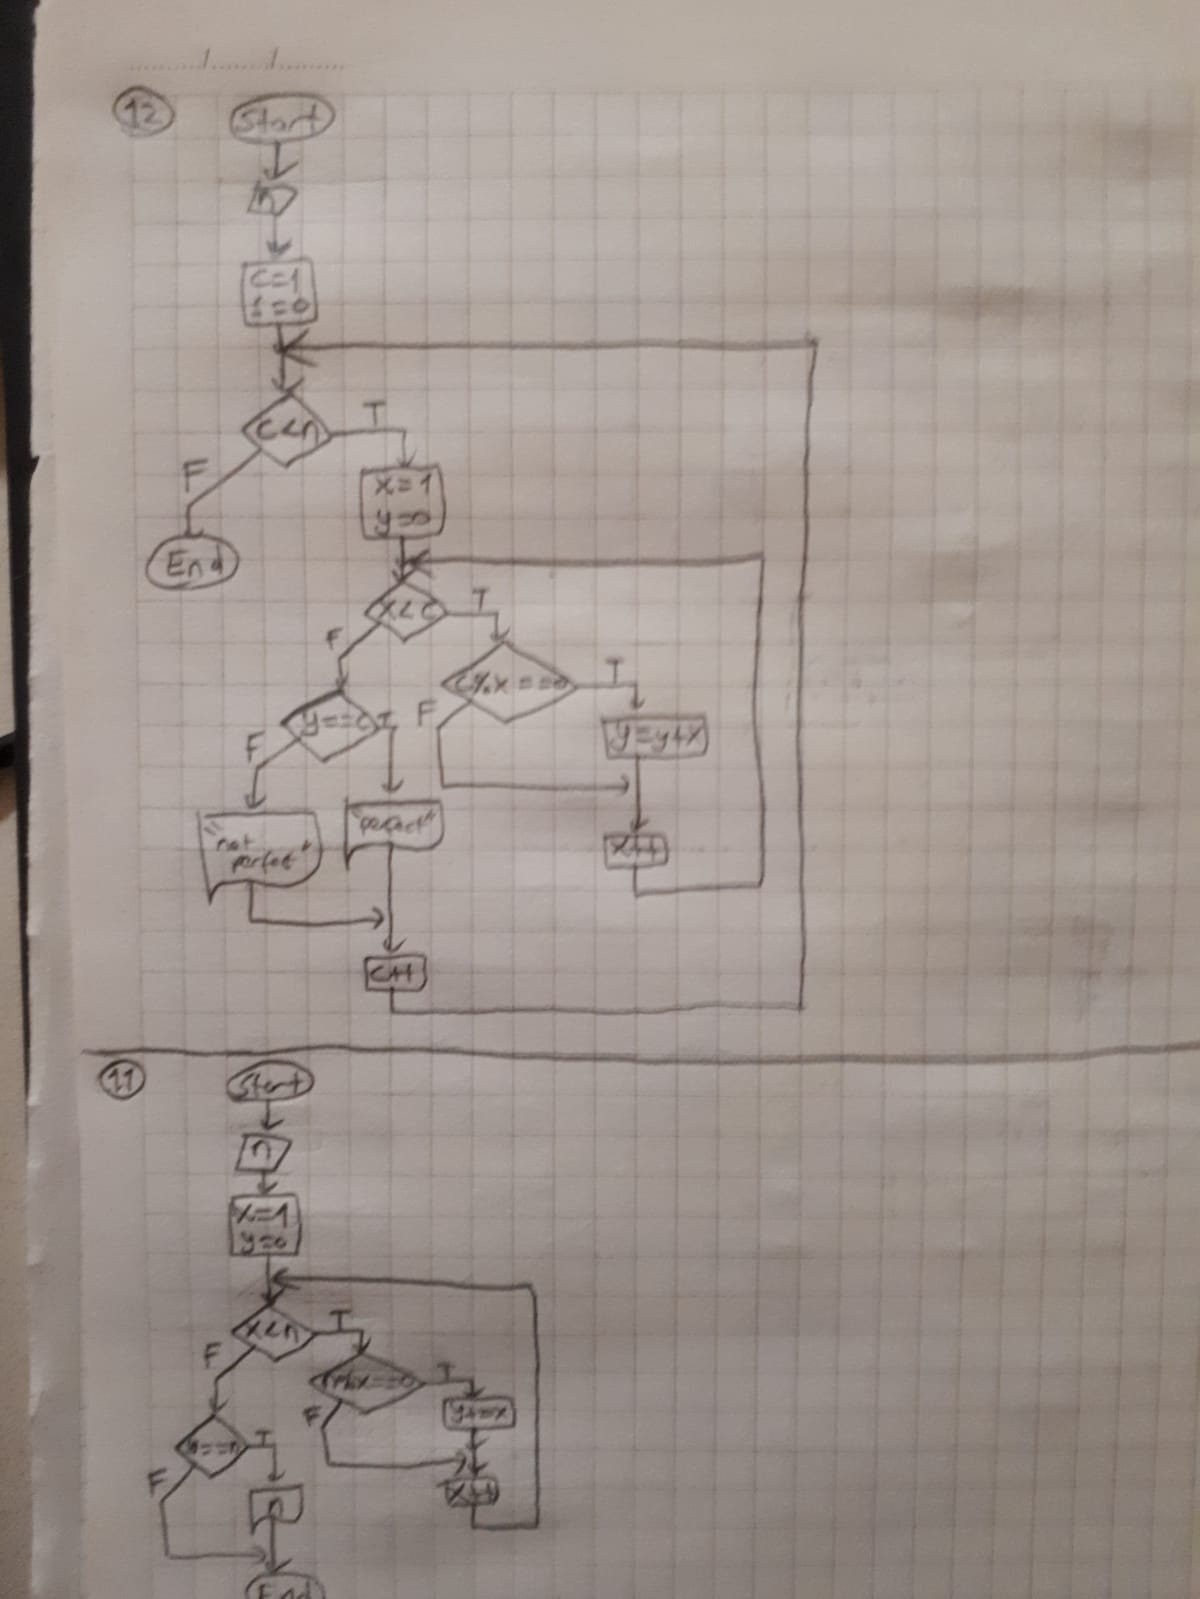 12
Start
n
c=1
i=0
c<n
T
F
x=1
y=0
End
x<c
T
F
c%x==0
T
F
y==c
T
F
y=y+x
"perfect"
"not
perfect"
x++
c++
11
Start
n
x=1
y=0
x<n
T
F
n%x==0
T
F
y+=x
y==n
T
F
x++
n
End